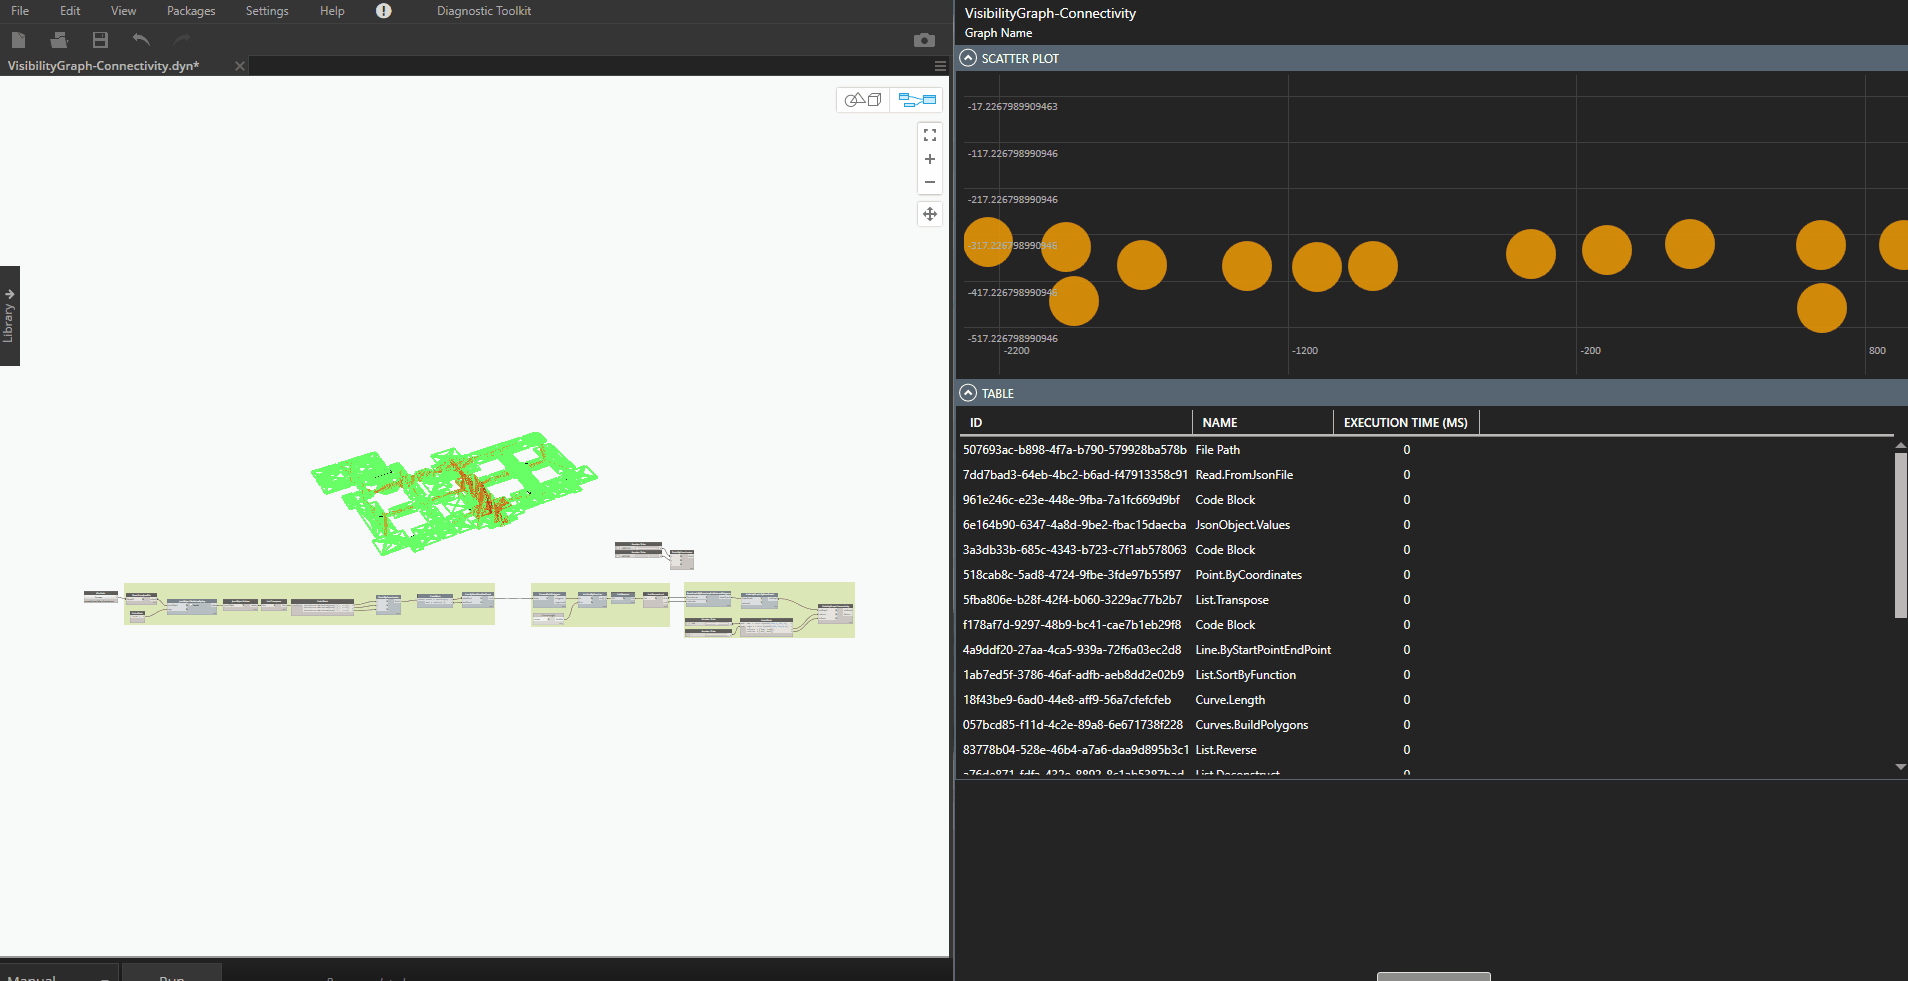 File Edit View Packages Settings Help ! Diagnostic Toolkit
VisibilityGraph-Connectivity.dyn*
Library
Manual Run
VisibilityGraph-Connectivity
Graph Name
SCATTER PLOT
-17.2267989909463
-117.226798990946
-217.226798990946
-317.226798990946
-417.226798990946
-517.226798990946
-2200 -1200 -200 800
TABLE
ID NAME EXECUTION TIME (MS)
507693ac-b898-4f7a-b790-579928ba578b File Path 0
7dd7bad3-64eb-4bc2-b6ad-f47913358c91 Read.FromJsonFile 0
961e246c-e23e-448e-9fba-7a1fc669d9bf Code Block 0
6e164b90-6347-4a8d-9be2-fbac15daecba JsonObject.Values 0
3a3db33b-685c-4343-b723-c7f1ab578063 Code Block 0
518cab8c-5ad8-4724-9fbe-3fde97b55f97 Point.ByCoordinates 0
5fba806e-b28f-42f4-b060-3229ac77b2b7 List.Transpose 0
f178af7d-9297-48b9-bc41-cae7b1eb29f8 Code Block 0
4a9ddf20-27aa-4ca5-939a-72f6a03ec2d8 Line.ByStartPointEndPoint 0
1ab7ed5f-3786-46af-adfb-aeb8dd2e02b9 List.SortByFunction 0
18f43be9-6ad0-44e8-aff9-56a7cfefcfeb Curve.Length 0
057bcd85-f11d-4c2e-89a8-6e671738f228 Curves.BuildPolygons 0
83778b04-528e-46b4-a7a6-daa9d895b3c1 List.Reverse 0
a76de871-fdfa-432e-8892-8c1ab5387bad List.Deconstruct 0